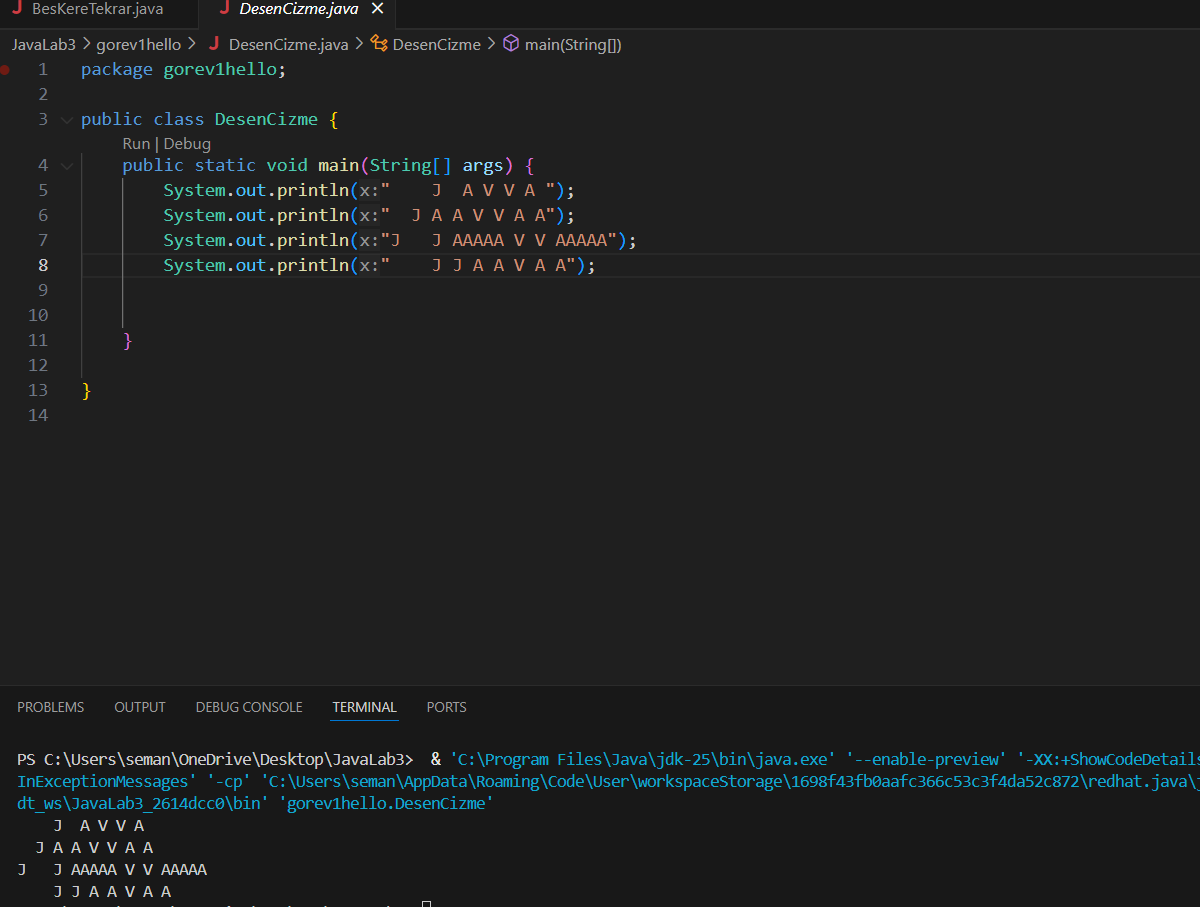 BesKereTekrar.java
DesenCizme.java
JavaLab3 > gorev1hello > DesenCizme.java > DesenCizme > main(String[])
1 package gorev1hello;
2
3 public class DesenCizme {
Run | Debug
4     public static void main(String[] args) {
5         System.out.println(x:"    J  A V V A ");
6         System.out.println(x:"  J A A V V A A");
7         System.out.println(x:"J   J AAAAA V V AAAAA");
8         System.out.println(x:"    J J A A V A A");
9
10
11     }
12
13 }
14
PROBLEMS OUTPUT DEBUG CONSOLE TERMINAL PORTS
PS C:\Users\seman\OneDrive\Desktop\JavaLab3>  & 'C:\Program Files\Java\jdk-25\bin\java.exe' '--enable-preview' '-XX:+ShowCodeDetails
InExceptionMessages' '-cp' 'C:\Users\seman\AppData\Roaming\Code\User\workspaceStorage\1698f43fb0aafc366c53c3f4da52c872\redhat.java\
dt_ws\JavaLab3_2614dcc0\bin' 'gorev1hello.DesenCizme'
    J  A V V A
  J A A V V A A
J   J AAAAA V V AAAAA
    J J A A V A A